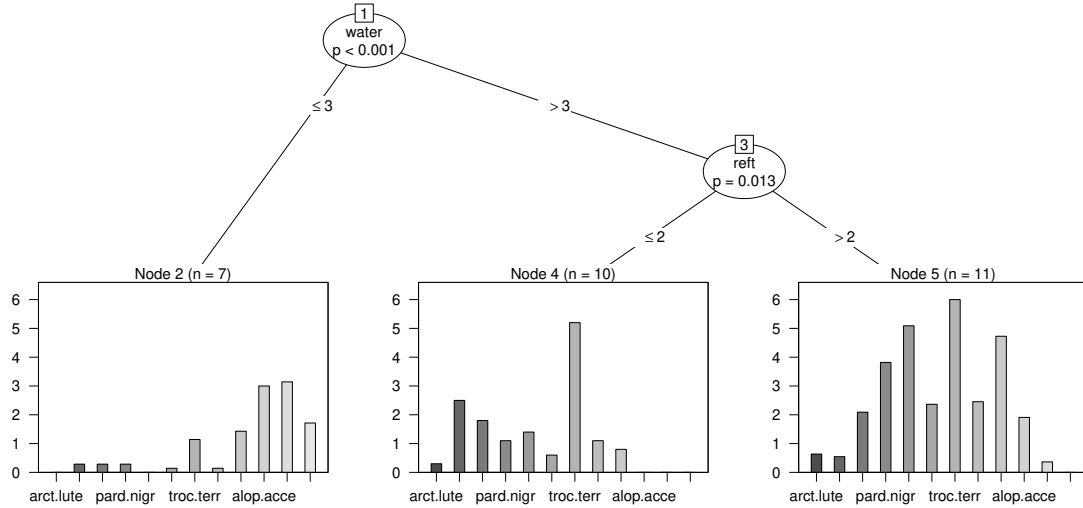 1
water
p < 0.001
≤ 3
> 3
3
reft
p = 0.013
≤ 2
> 2
Node 2 (n = 7)
6
5
4
3
2
1
0
arct.lute pard.nigr troc.terr alop.acce
Node 4 (n = 10)
6
5
4
3
2
1
0
arct.lute pard.nigr troc.terr alop.acce
Node 5 (n = 11)
6
5
4
3
2
1
0
arct.lute pard.nigr troc.terr alop.acce